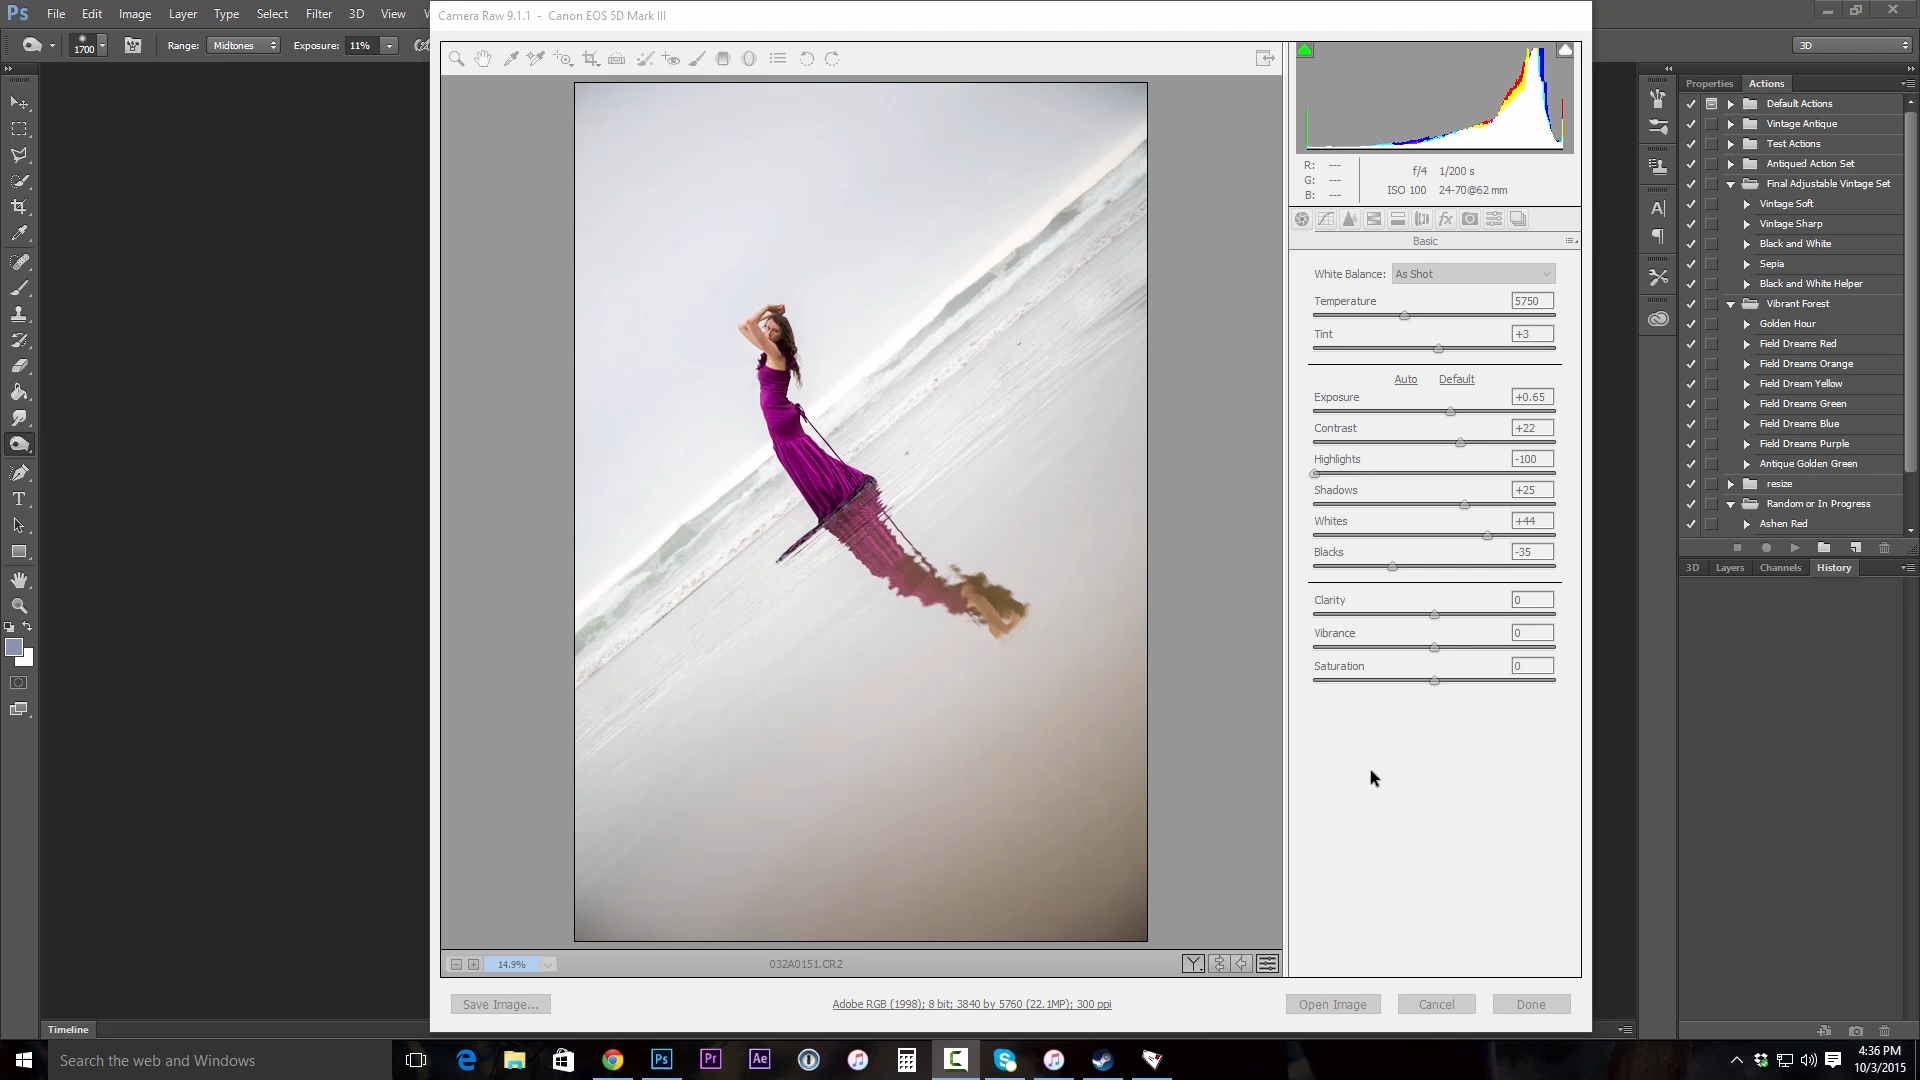 Ps File Edit Image Layer Type Select Filter 3D View
Camera Raw 9.1.1 - Canon EOS 5D Mark III
1700 Range: Midtones Exposure: 11%
3D
Properties Actions
Default Actions
Vintage Antique
Test Actions
Antiqued Action Set
Final Adjustable Vintage Set
Vintage Soft
Vintage Sharp
Black and White
Sepia
Black and White Helper
Vibrant Forest
Golden Hour
Field Dreams Red
Field Dreams Orange
Field Dream Yellow
Field Dreams Green
Field Dreams Blue
Field Dreams Purple
Antique Golden Green
resize
Random or In Progress
Ashen Red
3D Layers Channels History
R: ---
G: ---
B: ---
f/4 1/200 s
ISO 100 24-70@62 mm
Basic
White Balance: As Shot
Temperature 5750
Tint +3
Auto Default
Exposure +0.65
Contrast +22
Highlights -100
Shadows +25
Whites +44
Blacks -35
Clarity 0
Vibrance 0
Saturation 0
14.9% 032A0151.CR2
Save Image... Adobe RGB (1998); 8 bit; 3840 by 5760 (22.1MP); 300 ppi Open Image Cancel Done
Timeline
Search the web and Windows
Ps Pr Ae
4:36 PM
10/3/2015